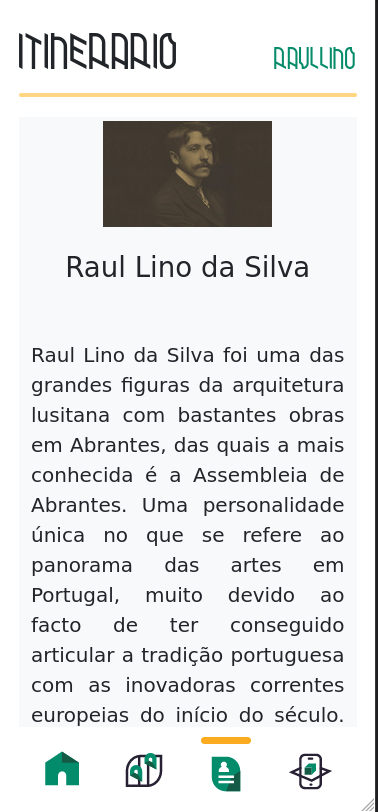 ITINERÁRIO
RAUL LINO
Raul Lino da Silva
Raul Lino da Silva foi uma das
grandes figuras da arquitetura
lusitana com bastantes obras
em Abrantes, das quais a mais
conhecida é a Assembleia de
Abrantes. Uma personalidade
única no que se refere ao
panorama das artes em
Portugal, muito devido ao
facto de ter conseguido
articular a tradição portuguesa
com as inovadoras correntes
europeias do início do século.